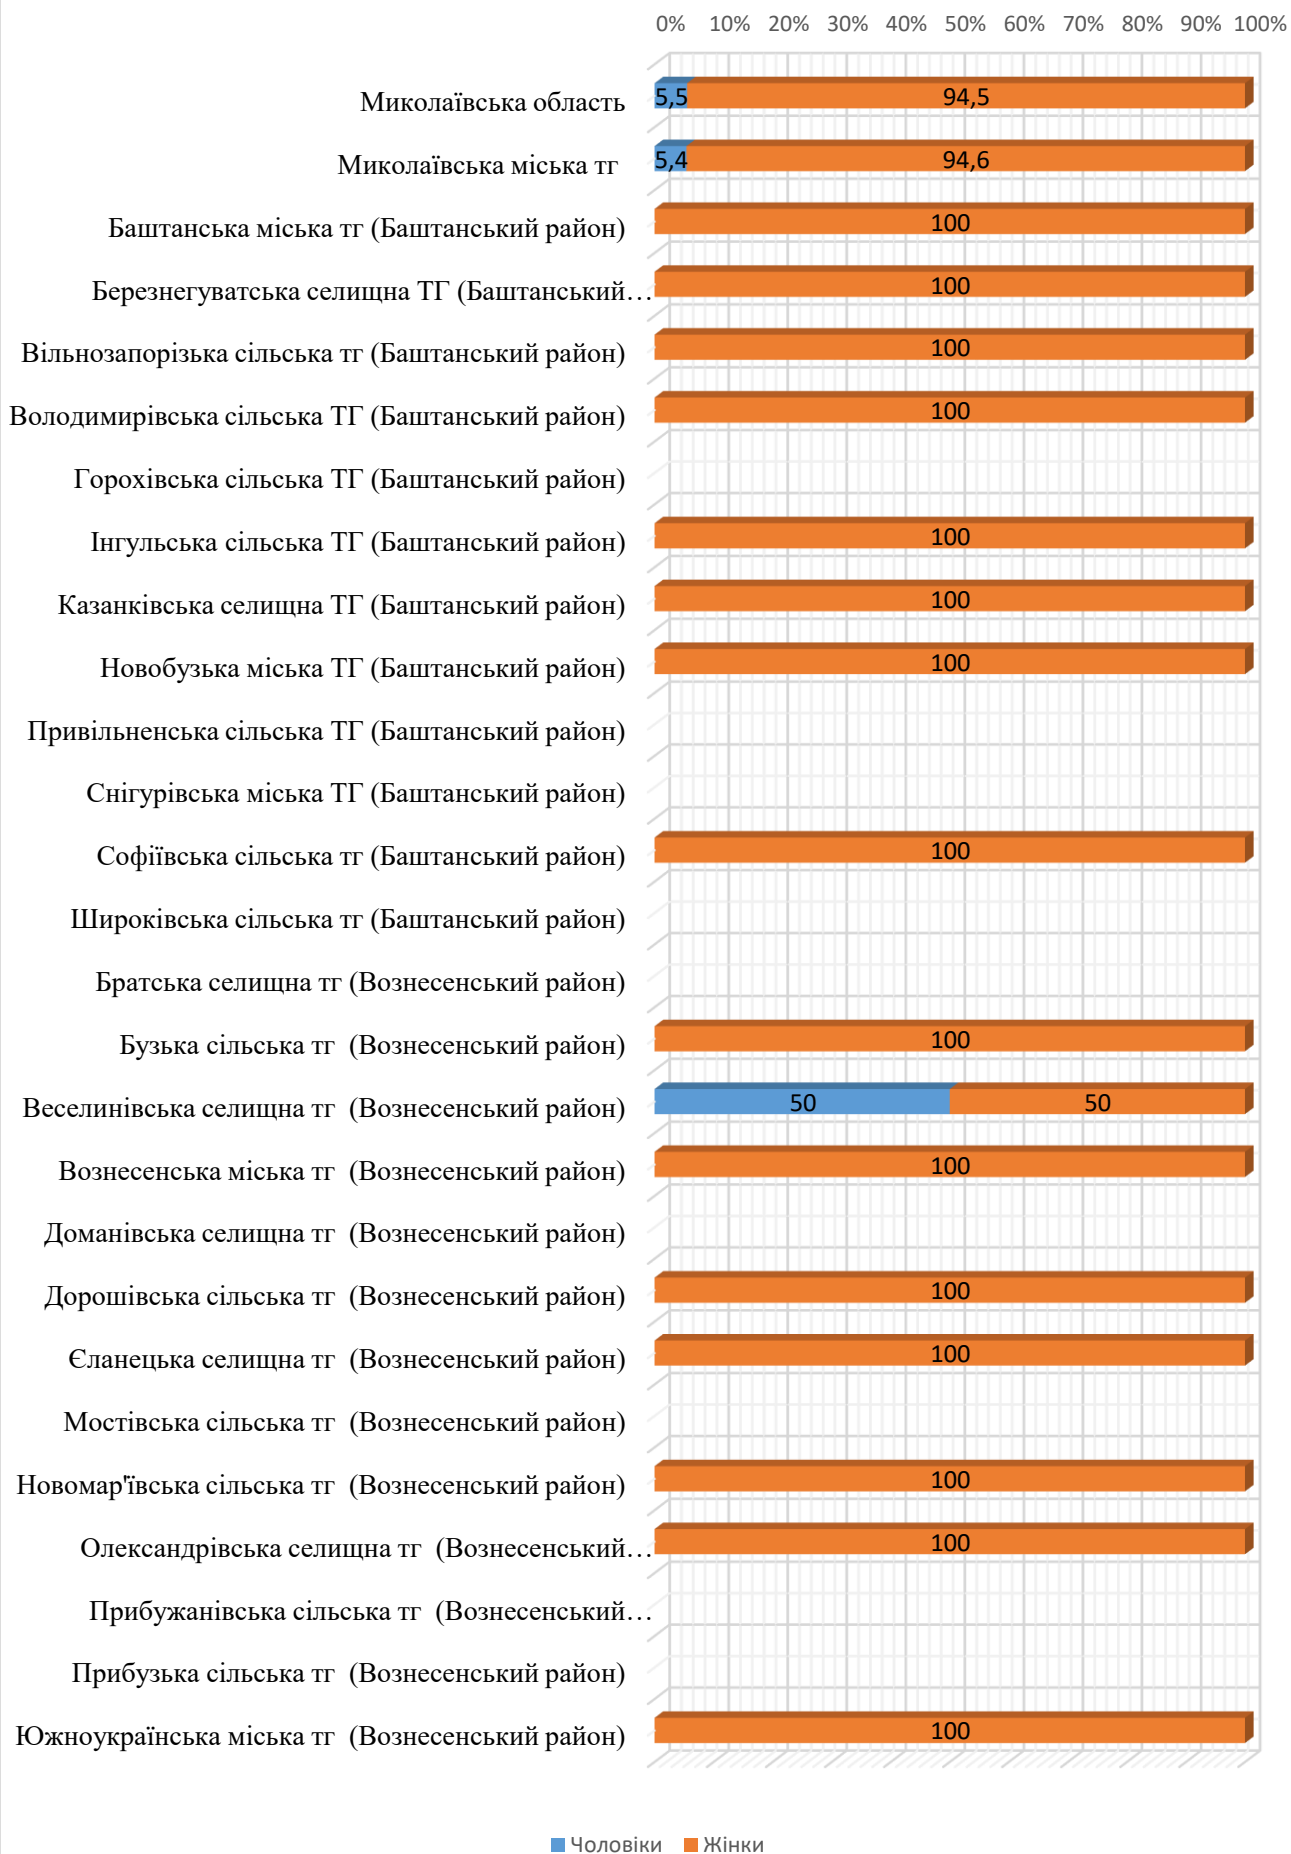 0% 10% 20% 30% 40% 50% 60% 70% 80% 90% 100%
Миколаївська область 5,5 94,5
Миколаївська міська тг 5,4 94,6
Баштанська міська тг (Баштанський район) 100
Березнегуватська селищна ТГ (Баштанський… 100
Вільнозапорізька сільська тг (Баштанський район) 100
Володимирівська сільська ТГ (Баштанський район) 100
Горохівська сільська ТГ (Баштанський район)
Інгульська сільська ТГ (Баштанський район) 100
Казанківська селищна ТГ (Баштанський район) 100
Новобузька міська ТГ (Баштанський район) 100
Привільненська сільська ТГ (Баштанський район)
Снігурівська міська ТГ (Баштанський район)
Софіївська сільська тг (Баштанський район) 100
Широківська сільська тг (Баштанський район)
Братська селищна тг (Вознесенський район)
Бузька сільська тг (Вознесенський район) 100
Веселинівська селищна тг (Вознесенський район) 50 50
Вознесенська міська тг (Вознесенський район) 100
Доманівська селищна тг (Вознесенський район)
Дорошівська сільська тг (Вознесенський район) 100
Єланецька селищна тг (Вознесенський район) 100
Мостівська сільська тг (Вознесенський район)
Новомар'ївська сільська тг (Вознесенський район) 100
Олександрівська селищна тг (Вознесенський… 100
Прибужанівська сільська тг (Вознесенський…
Прибузька сільська тг (Вознесенський район)
Южноукраїнська міська тг (Вознесенський район) 100
Чоловіки Жінки